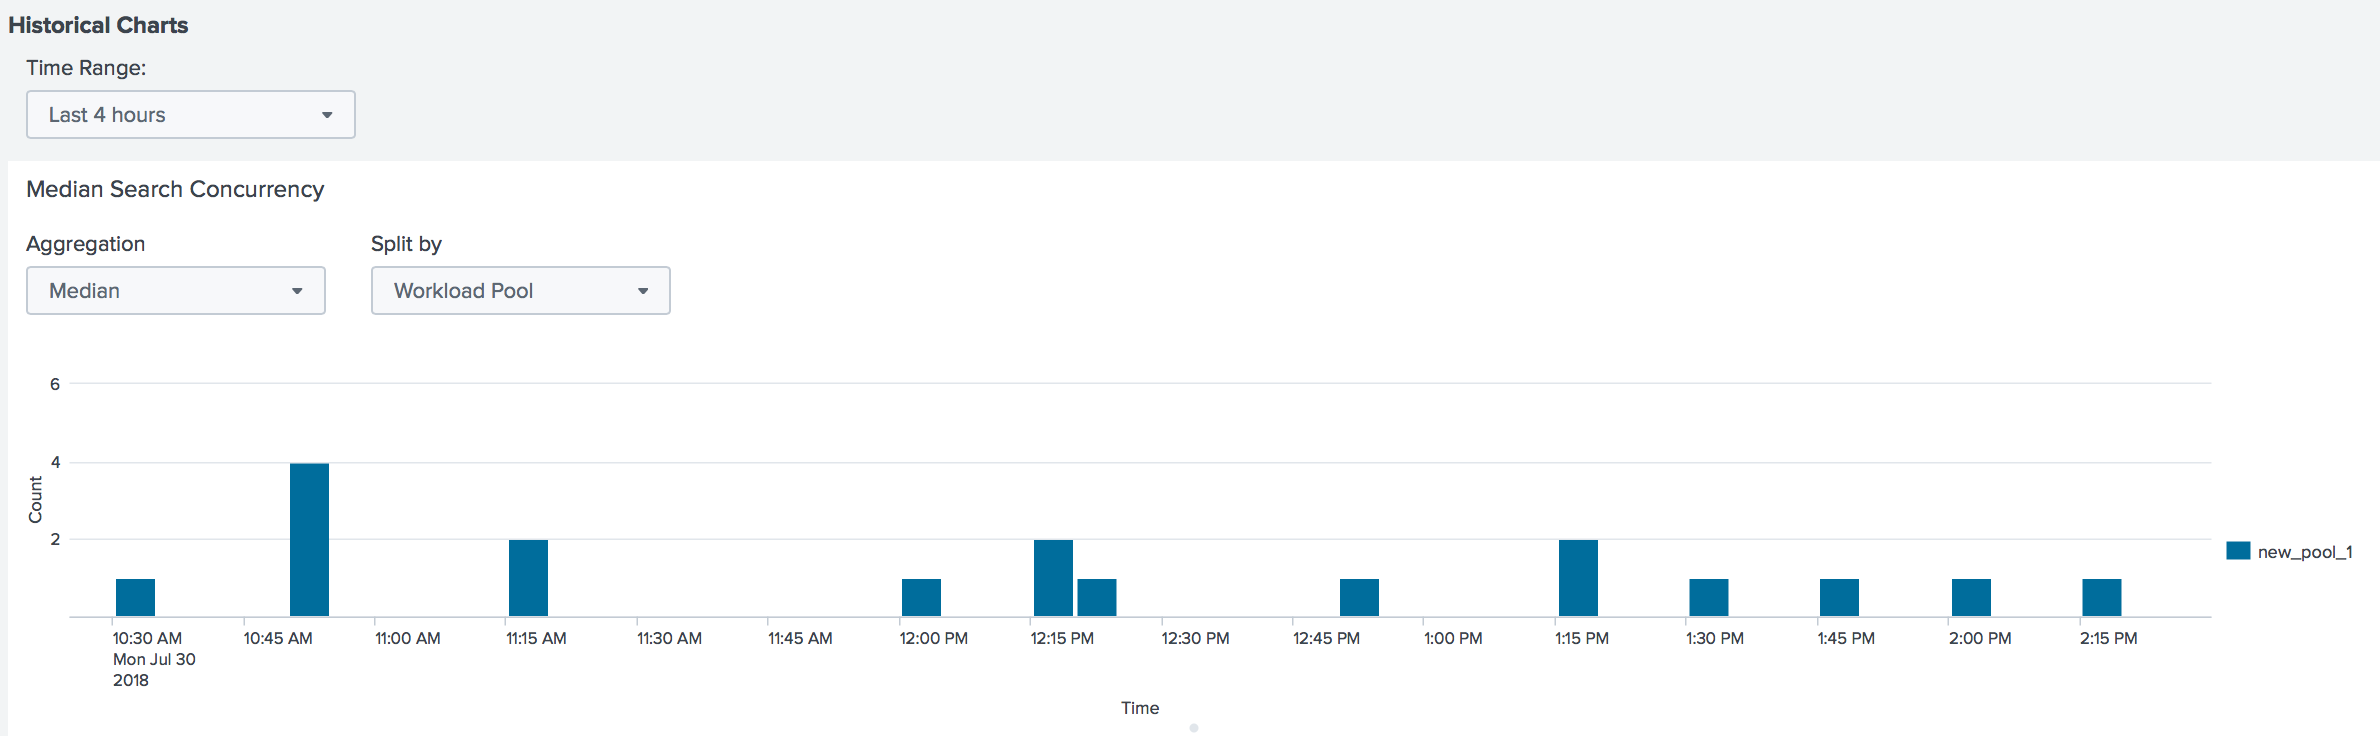 Historical Charts
Time Range:
Last 4 hours
Median Search Concurrency
Aggregation
Split by
Median
Workload Pool
6
4
2
Count
new_pool_1
10:30 AM
Mon Jul 30
2018
10:45 AM
11:00 AM
11:15 AM
11:30 AM
11:45 AM
12:00 PM
12:15 PM
12:30 PM
12:45 PM
1:00 PM
1:15 PM
1:30 PM
1:45 PM
2:00 PM
2:15 PM
Time